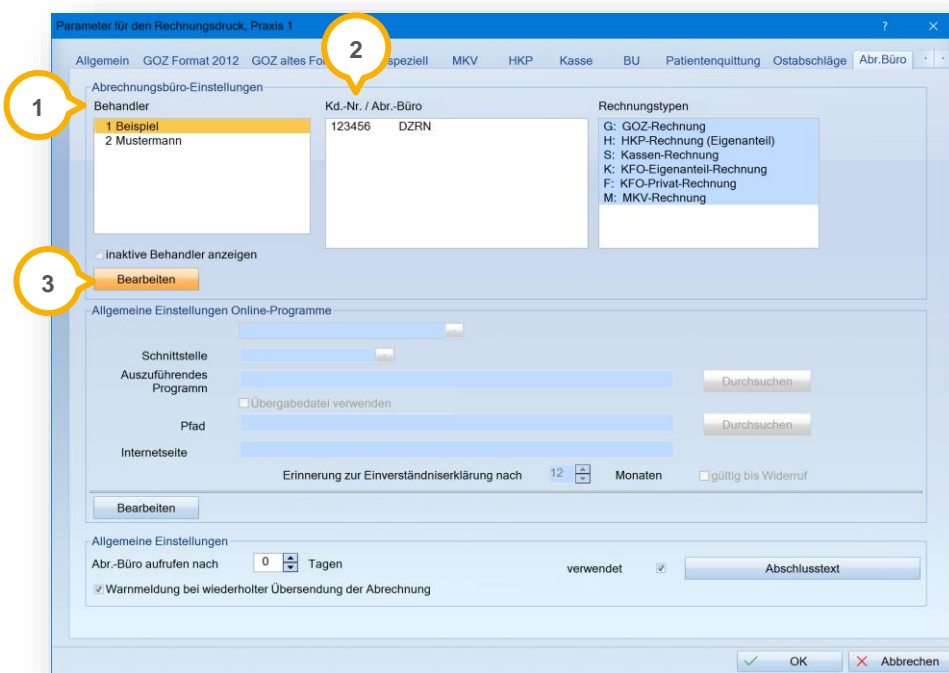 Parameter für den Rechnungsdruck, Praxis 1 ?
Allgemein GOZ Format 2012 GOZ altes Fo speziell MKV HKP Kasse BU Patientenquittung Ostabschläge Abr.Büro
2
1
Abrechnungsbüro-Einstellungen
Behandler Kd.-Nr. / Abr.-Büro Rechnungstypen
1 Beispiel 123456 DZRN G: GOZ-Rechnung
2 Mustermann H: HKP-Rechnung (Eigenanteil)
S: Kassen-Rechnung
K: KFO-Eigenanteil-Rechnung
F: KFO-Privat-Rechnung
M: MKV-Rechnung
inaktive Behandler anzeigen
3
Bearbeiten
Allgemeine Einstellungen Online-Programme
Schnittstelle
Auszuführendes
Programm Durchsuchen
Übergabedatei verwenden
Pfad Durchsuchen
Internetseite
Erinnerung zur Einverständniserklärung nach 12 Monaten gültig bis Widerruf
Bearbeiten
Allgemeine Einstellungen
Abr.-Büro aufrufen nach 0 Tagen verwendet Abschlusstext
Warnmeldung bei wiederholter Übersendung der Abrechnung
OK Abbrechen